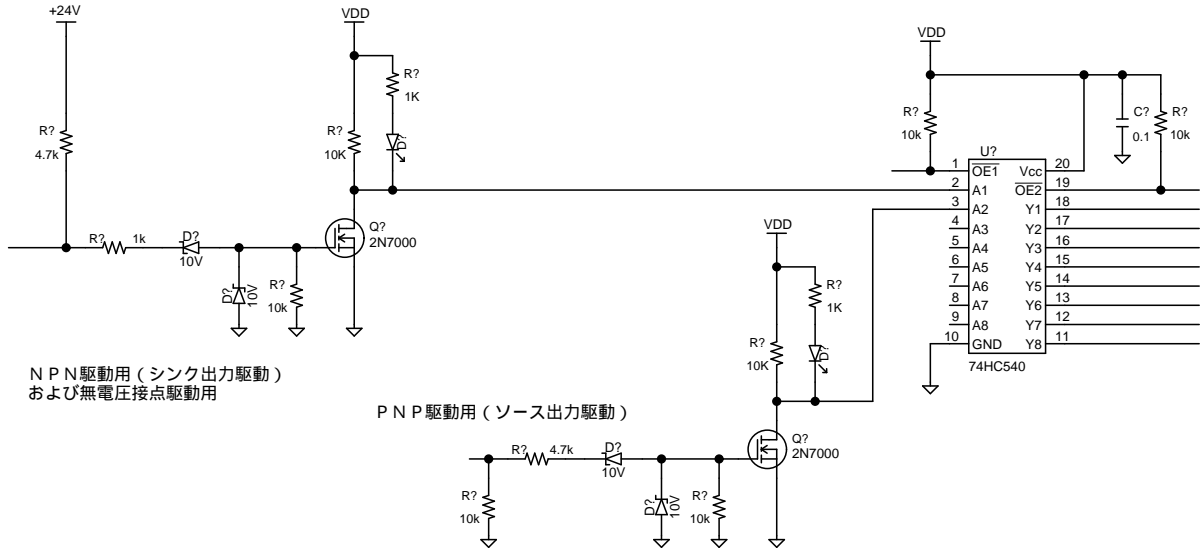 +24V
VDD
R?
1K
R?
4.7k
R?
10K
D?
R? 1k
D?
10V
Q?
2N7000
D?
10V
R?
10k
NPN駆動用(シンク出力駆動)
および無電圧接点駆動用
VDD
R?
10k
C?
0.1
R?
10k
U?
1 OE1 Vcc 20
2 A1 OE2 19
3 A2 Y1 18
4 A3 Y2 17
5 A4 Y3 16
6 A5 Y4 15
7 A6 Y5 14
8 A7 Y6 13
9 A8 Y7 12
10 GND Y8 11
74HC540
VDD
R?
1K
R?
10K
D?
PNP駆動用(ソース出力駆動)
R? 4.7k
D?
10V
Q?
2N7000
R?
10k
D?
10V
R?
10k